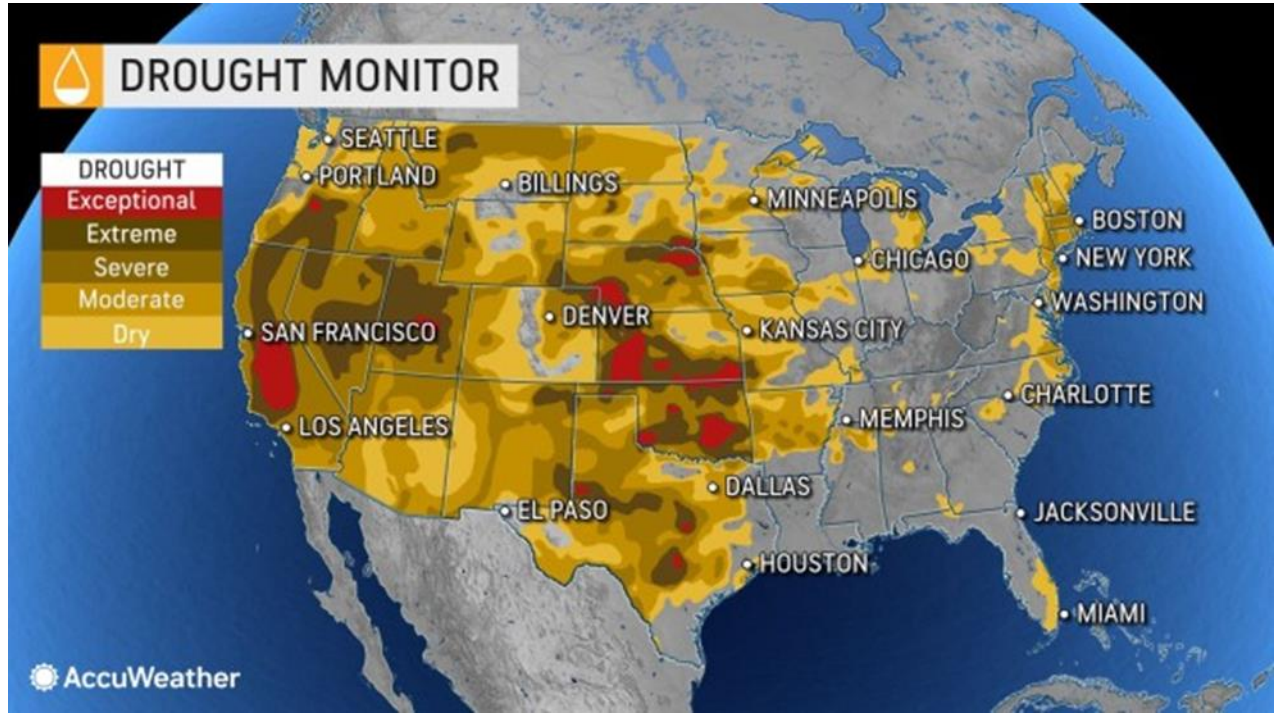 DROUGHT MONITOR
DROUGHT
Exceptional
Extreme
Severe
Moderate
Dry
SEATTLE
PORTLAND
BILLINGS
MINNEAPOLIS
BOSTON
CHICAGO
NEW YORK
WASHINGTON
SAN FRANCISCO
DENVER
KANSAS CITY
CHARLOTTE
LOS ANGELES
MEMPHIS
DALLAS
EL PASO
JACKSONVILLE
HOUSTON
MIAMI
AccuWeather